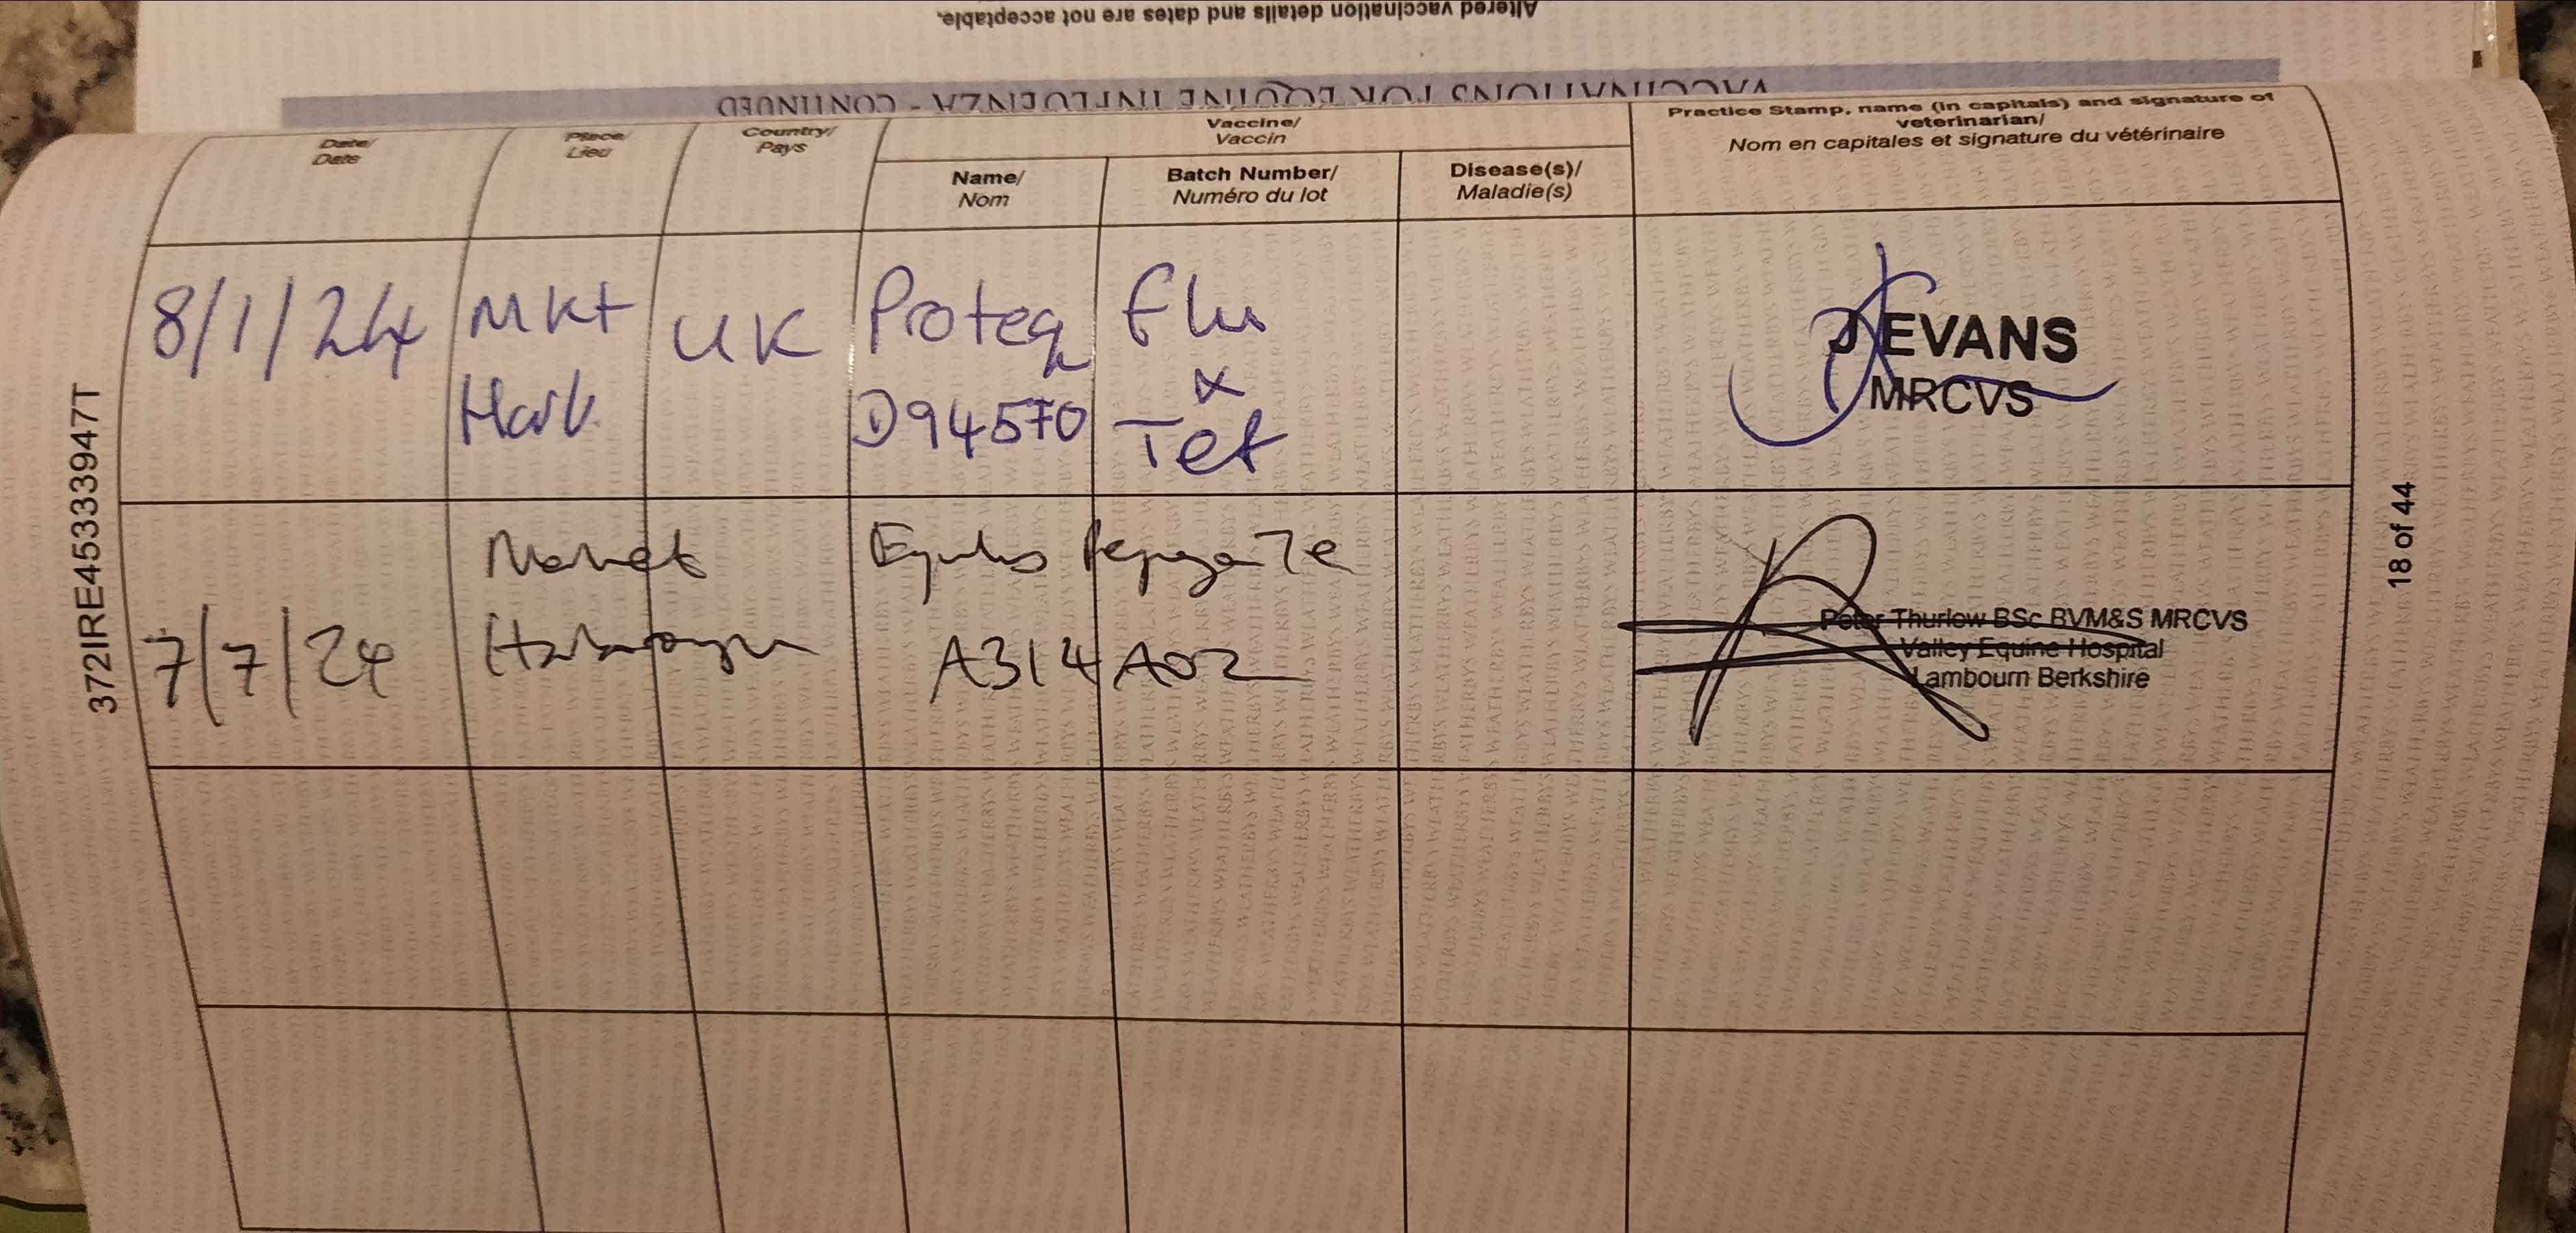 Altered vaccination details and dates are not acceptable.
VACCINATIONS FOR EQUINE INFLUENZA - CONTINUED
Date/
Date
Place/
Lieu
Country/
Pays
Vaccine/
Vaccin
Name/
Nom
Batch Number/
Numéro du lot
Disease(s)/
Maladie(s)
Practice Stamp, name (in capitals) and signature of
veterinarian/
Nom en capitales et signature du vétérinaire
8/1/24
Mkt
Harb.
UK
Proteq Flu
x
D94570 Tet
J EVANS
MRCVS
7/7/24
Market
Harborough
Equilis Prequenza Te
A314A02
Peter Thurlow BSc BVM&S MRCVS
Valley Equine Hospital
Lambourn Berkshire
372IRE45333947T
18 of 44